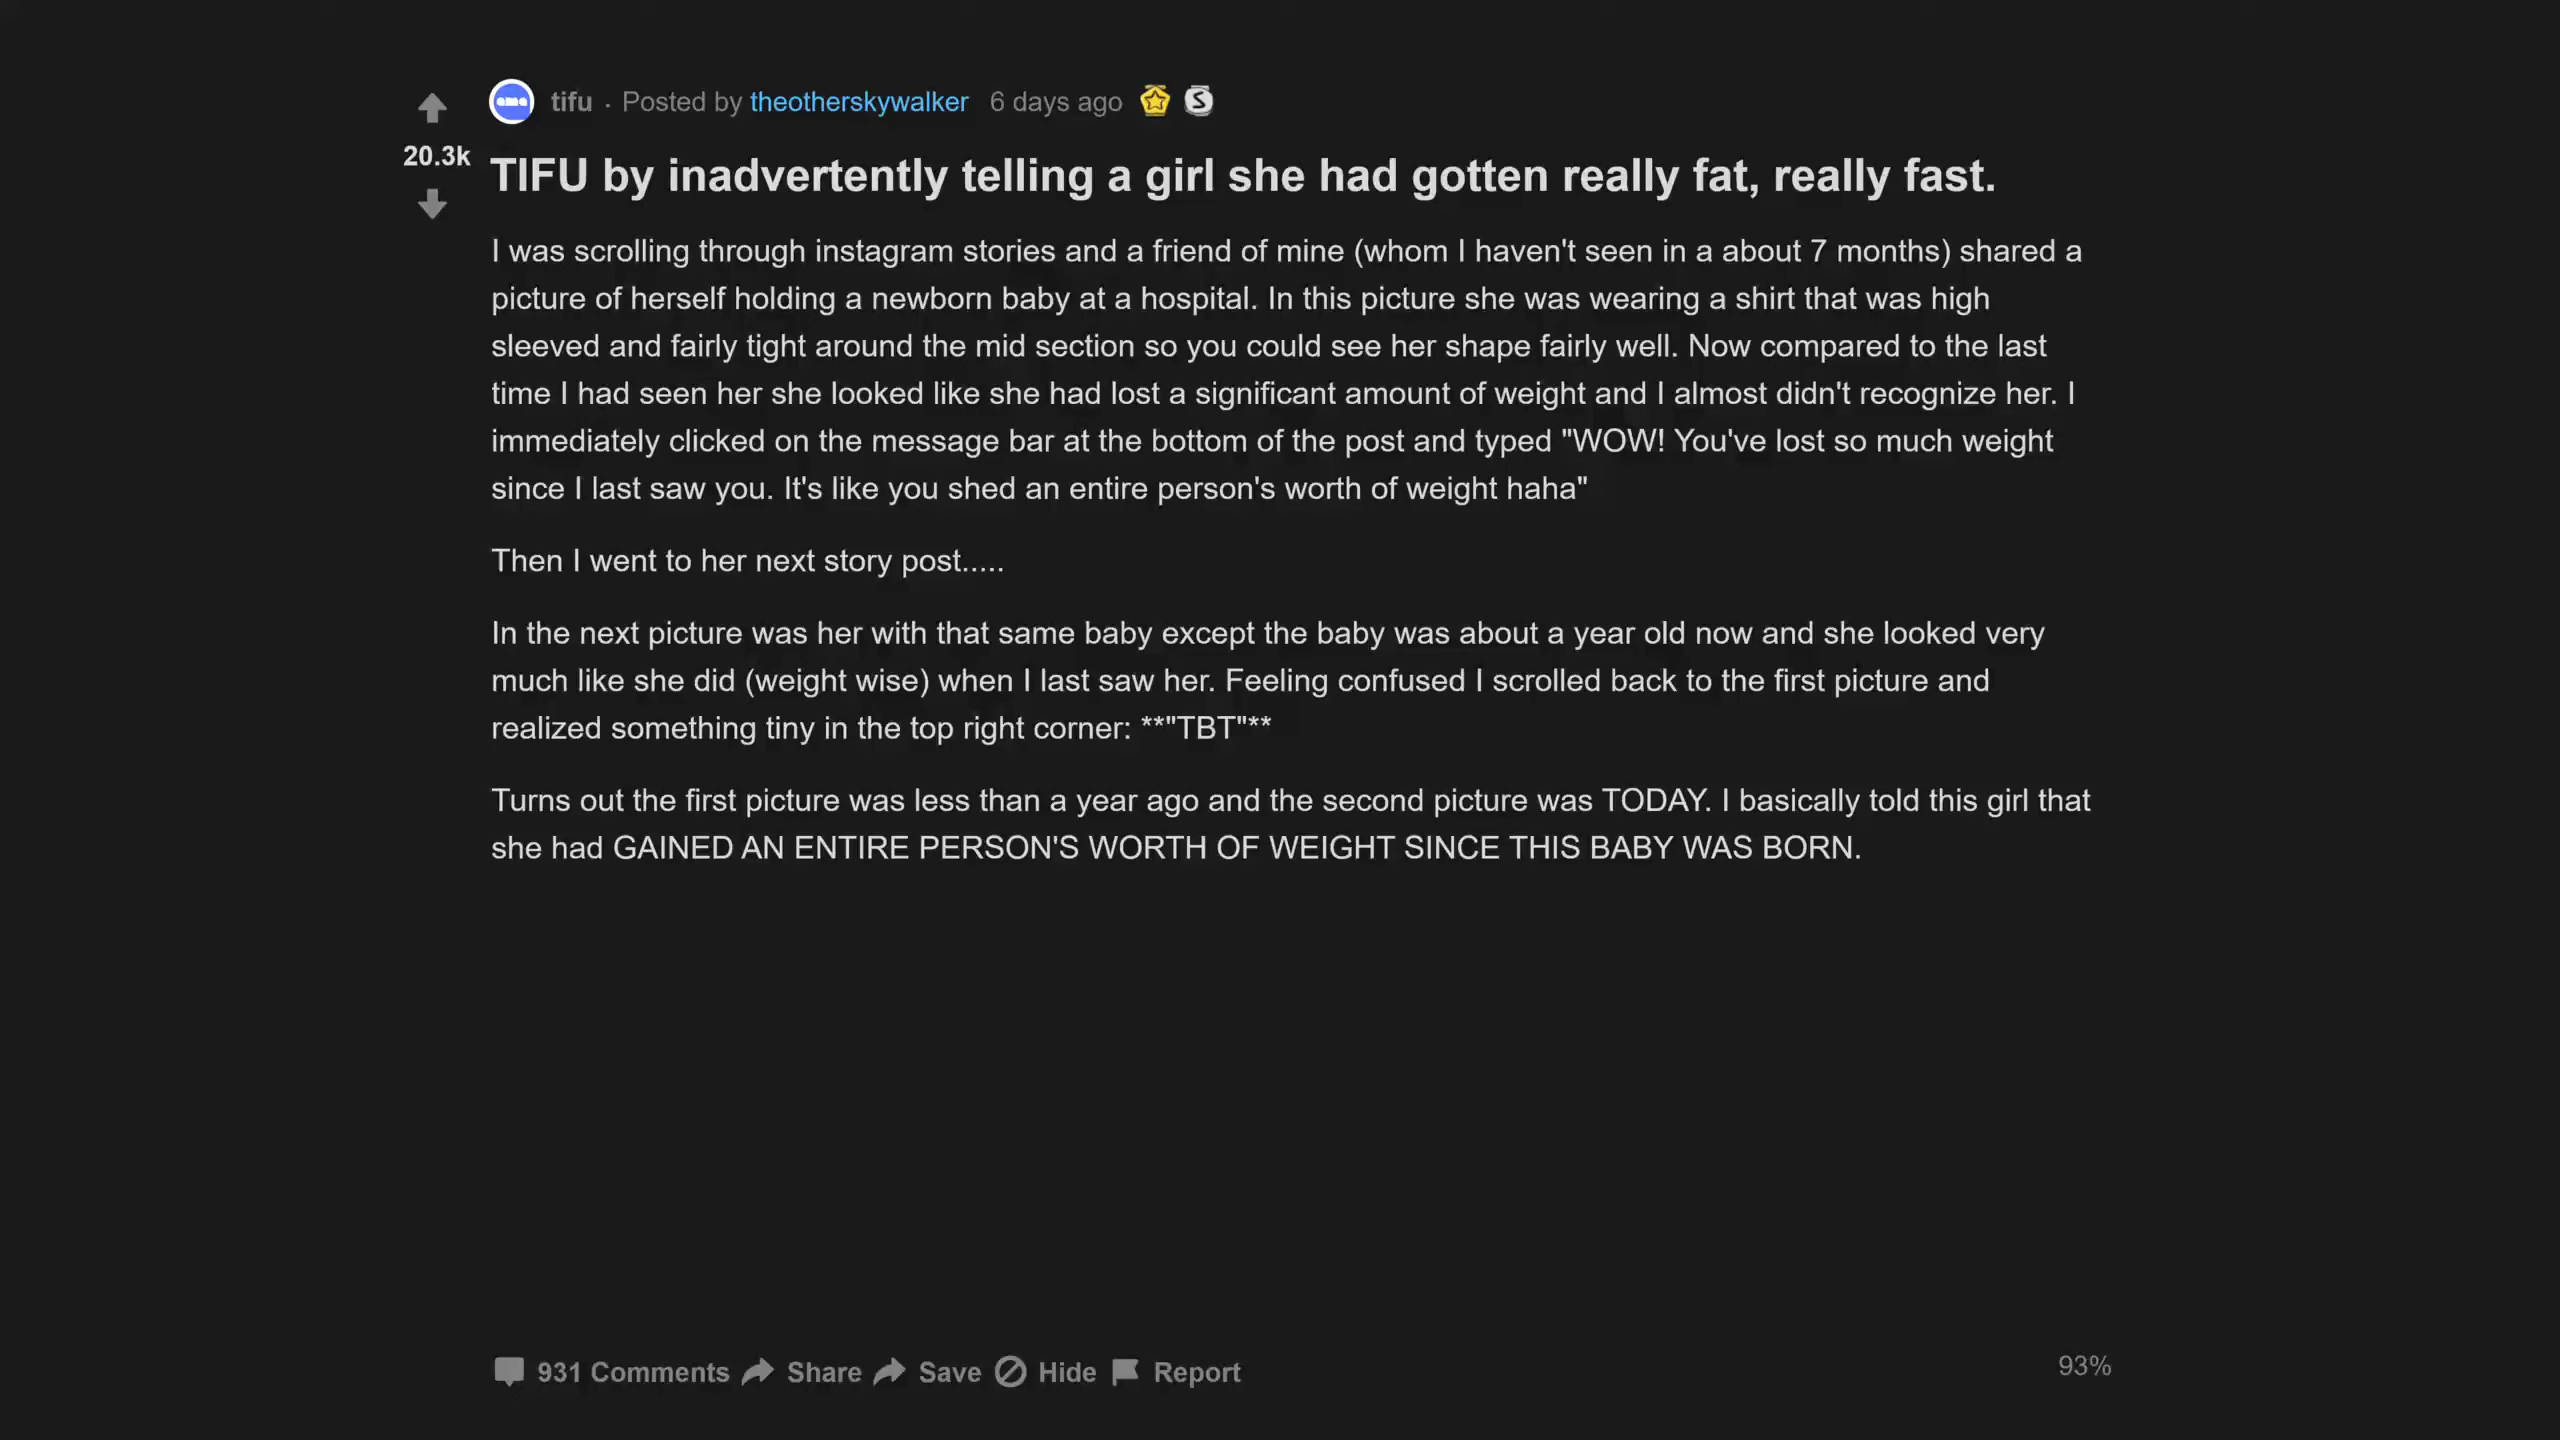 tifu · Posted by theotherskywalker 6 days ago
20.3k
TIFU by inadvertently telling a girl she had gotten really fat, really fast.
I was scrolling through instagram stories and a friend of mine (whom I haven't seen in a about 7 months) shared a
picture of herself holding a newborn baby at a hospital. In this picture she was wearing a shirt that was high
sleeved and fairly tight around the mid section so you could see her shape fairly well. Now compared to the last
time I had seen her she looked like she had lost a significant amount of weight and I almost didn't recognize her. I
immediately clicked on the message bar at the bottom of the post and typed "WOW! You've lost so much weight
since I last saw you. It's like you shed an entire person's worth of weight haha"
Then I went to her next story post.....
In the next picture was her with that same baby except the baby was about a year old now and she looked very
much like she did (weight wise) when I last saw her. Feeling confused I scrolled back to the first picture and
realized something tiny in the top right corner: **"TBT"**
Turns out the first picture was less than a year ago and the second picture was TODAY. I basically told this girl that
she had GAINED AN ENTIRE PERSON'S WORTH OF WEIGHT SINCE THIS BABY WAS BORN.
931 Comments Share Save Hide Report
93%